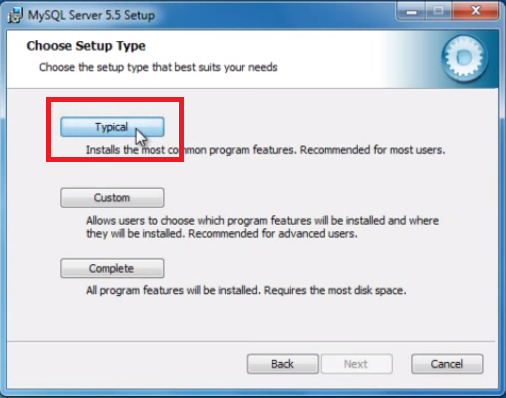 MySQL Server 5.5 Setup
Choose Setup Type
Choose the setup type that best suits your needs
Typical
Installs the most common program features. Recommended for most users.
Custom
Allows users to choose which program features will be installed and where
they will be installed. Recommended for advanced users.
Complete
All program features will be installed. Requires the most disk space.
Back
Next
Cancel